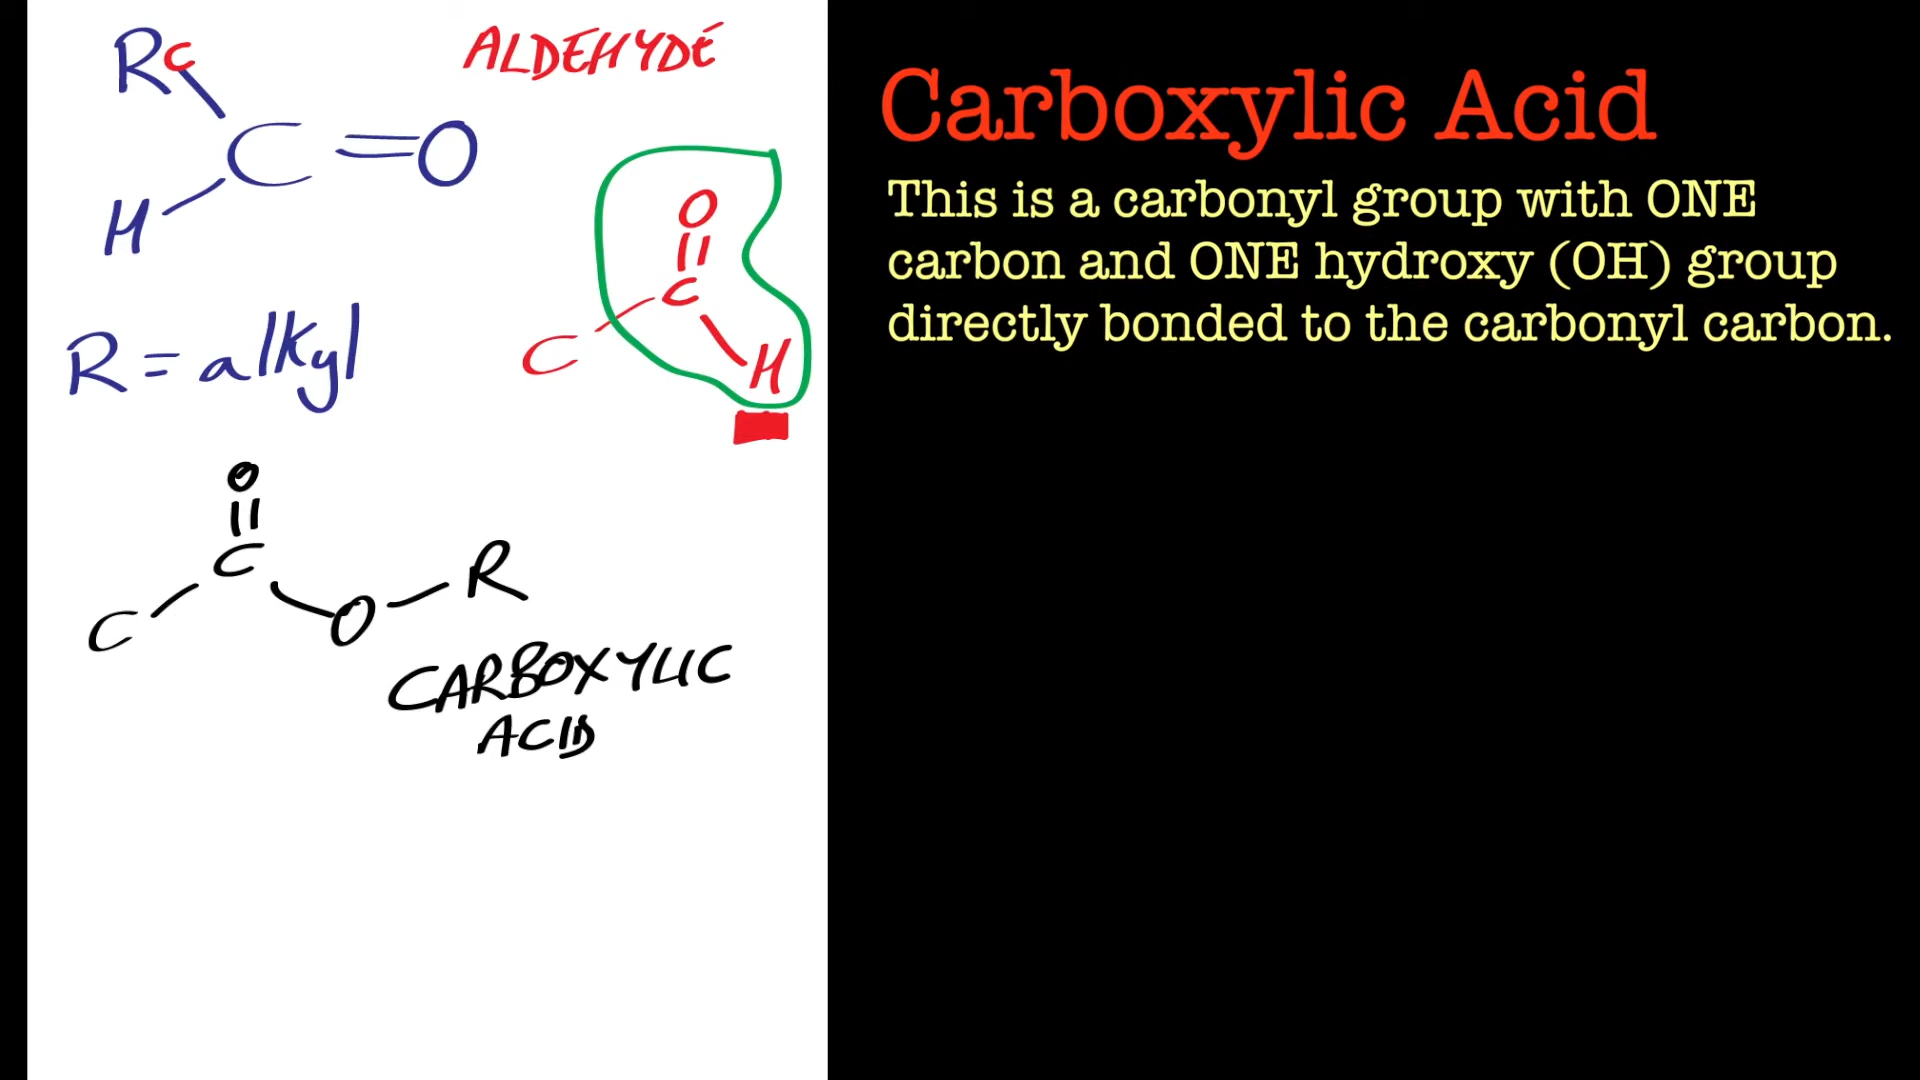 RC
ALDEHYDE
C=O
H
O
C
C
H
R = alkyl
O
C
C
O
R
CARBOXYLIC
ACID
Carboxylic Acid
This is a carbonyl group with ONE
carbon and ONE hydroxy (OH) group
directly bonded to the carbonyl carbon.